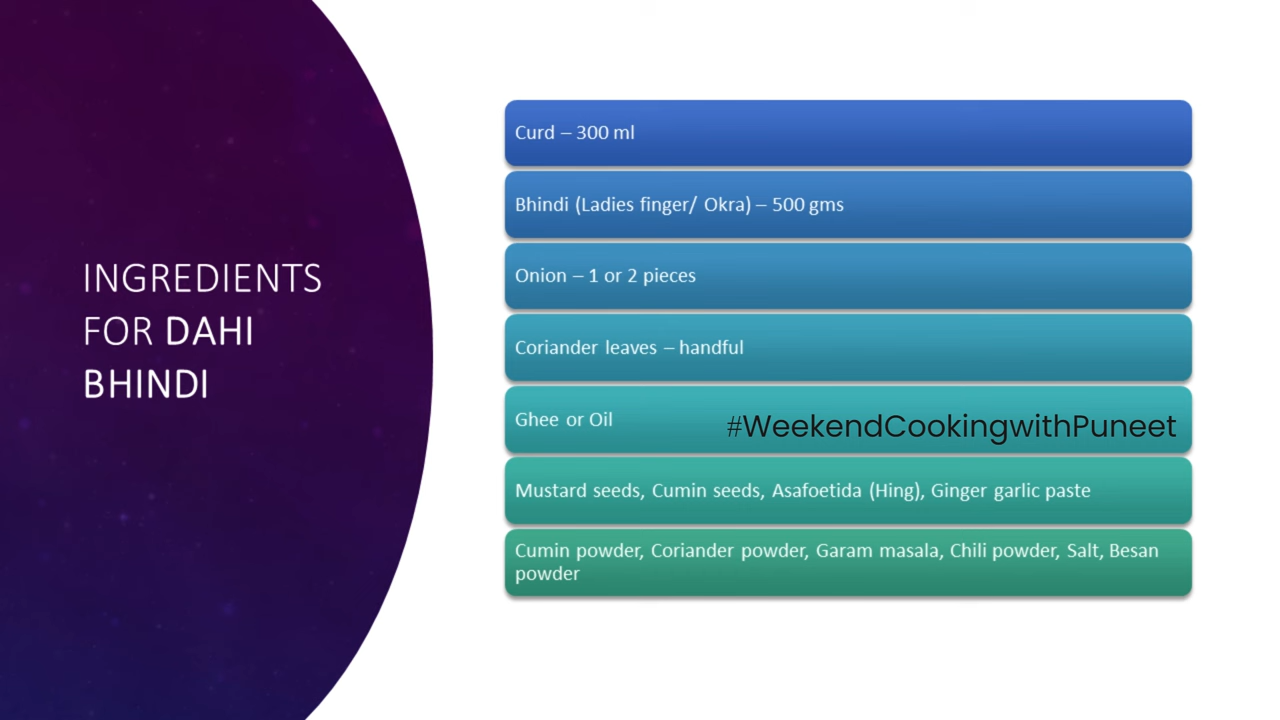 INGREDIENTS
FOR DAHI
BHINDI
Curd – 300 ml
Bhindi (Ladies finger/ Okra) – 500 gms
Onion – 1 or 2 pieces
Coriander leaves – handful
Ghee or Oil
#WeekendCookingwithPuneet
Mustard seeds, Cumin seeds, Asafoetida (Hing), Ginger garlic paste
Cumin powder, Coriander powder, Garam masala, Chili powder, Salt, Besan
powder